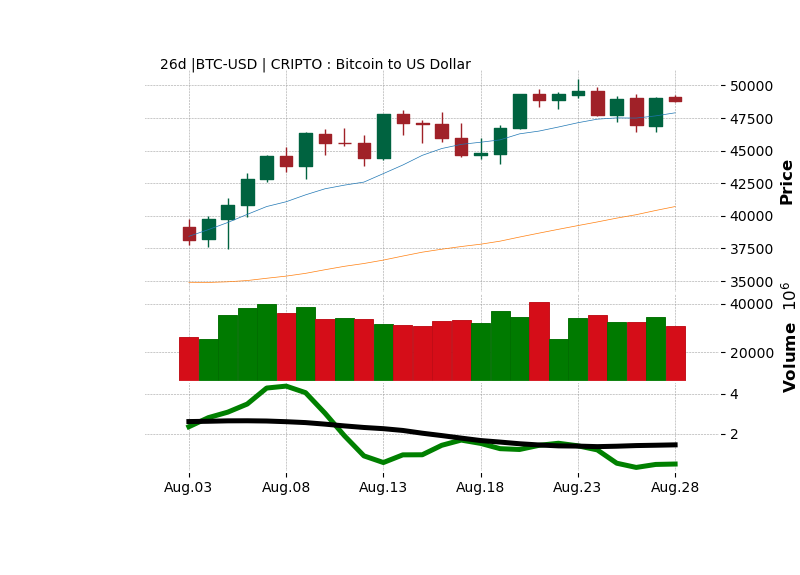 26d |BTC-USD | CRIPTO : Bitcoin to US Dollar
50000
47500
45000
42500
40000
37500
35000
Price
40000
20000
Volume 10^6
4
2
Aug.03 Aug.08 Aug.13 Aug.18 Aug.23 Aug.28